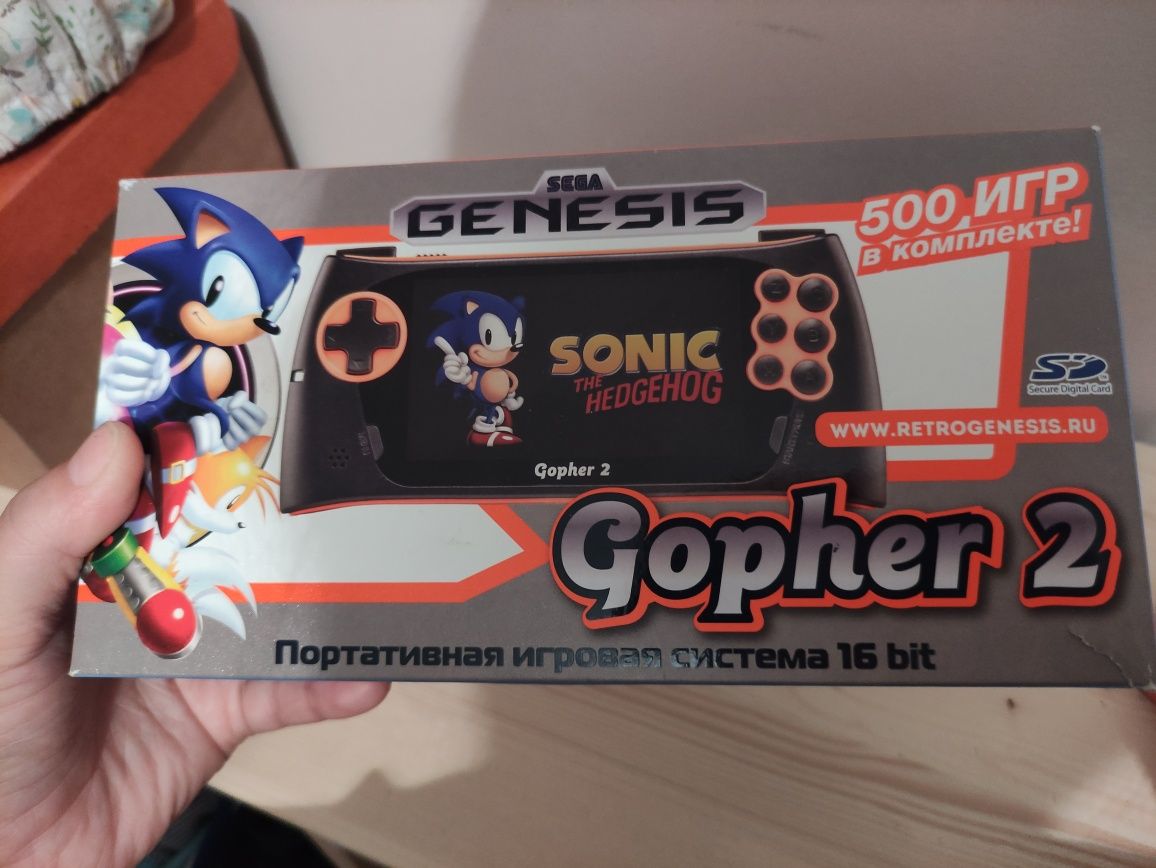 SEGA
GENESIS
500 ИГР
В КОМПЛЕКТЕ!
SONIC
THE
HEDGEHOG
SD
Secure Digital Card
WWW.RETROGENESIS.RU
Gopher 2
Gopher 2
Портативная игровая система 16 bit